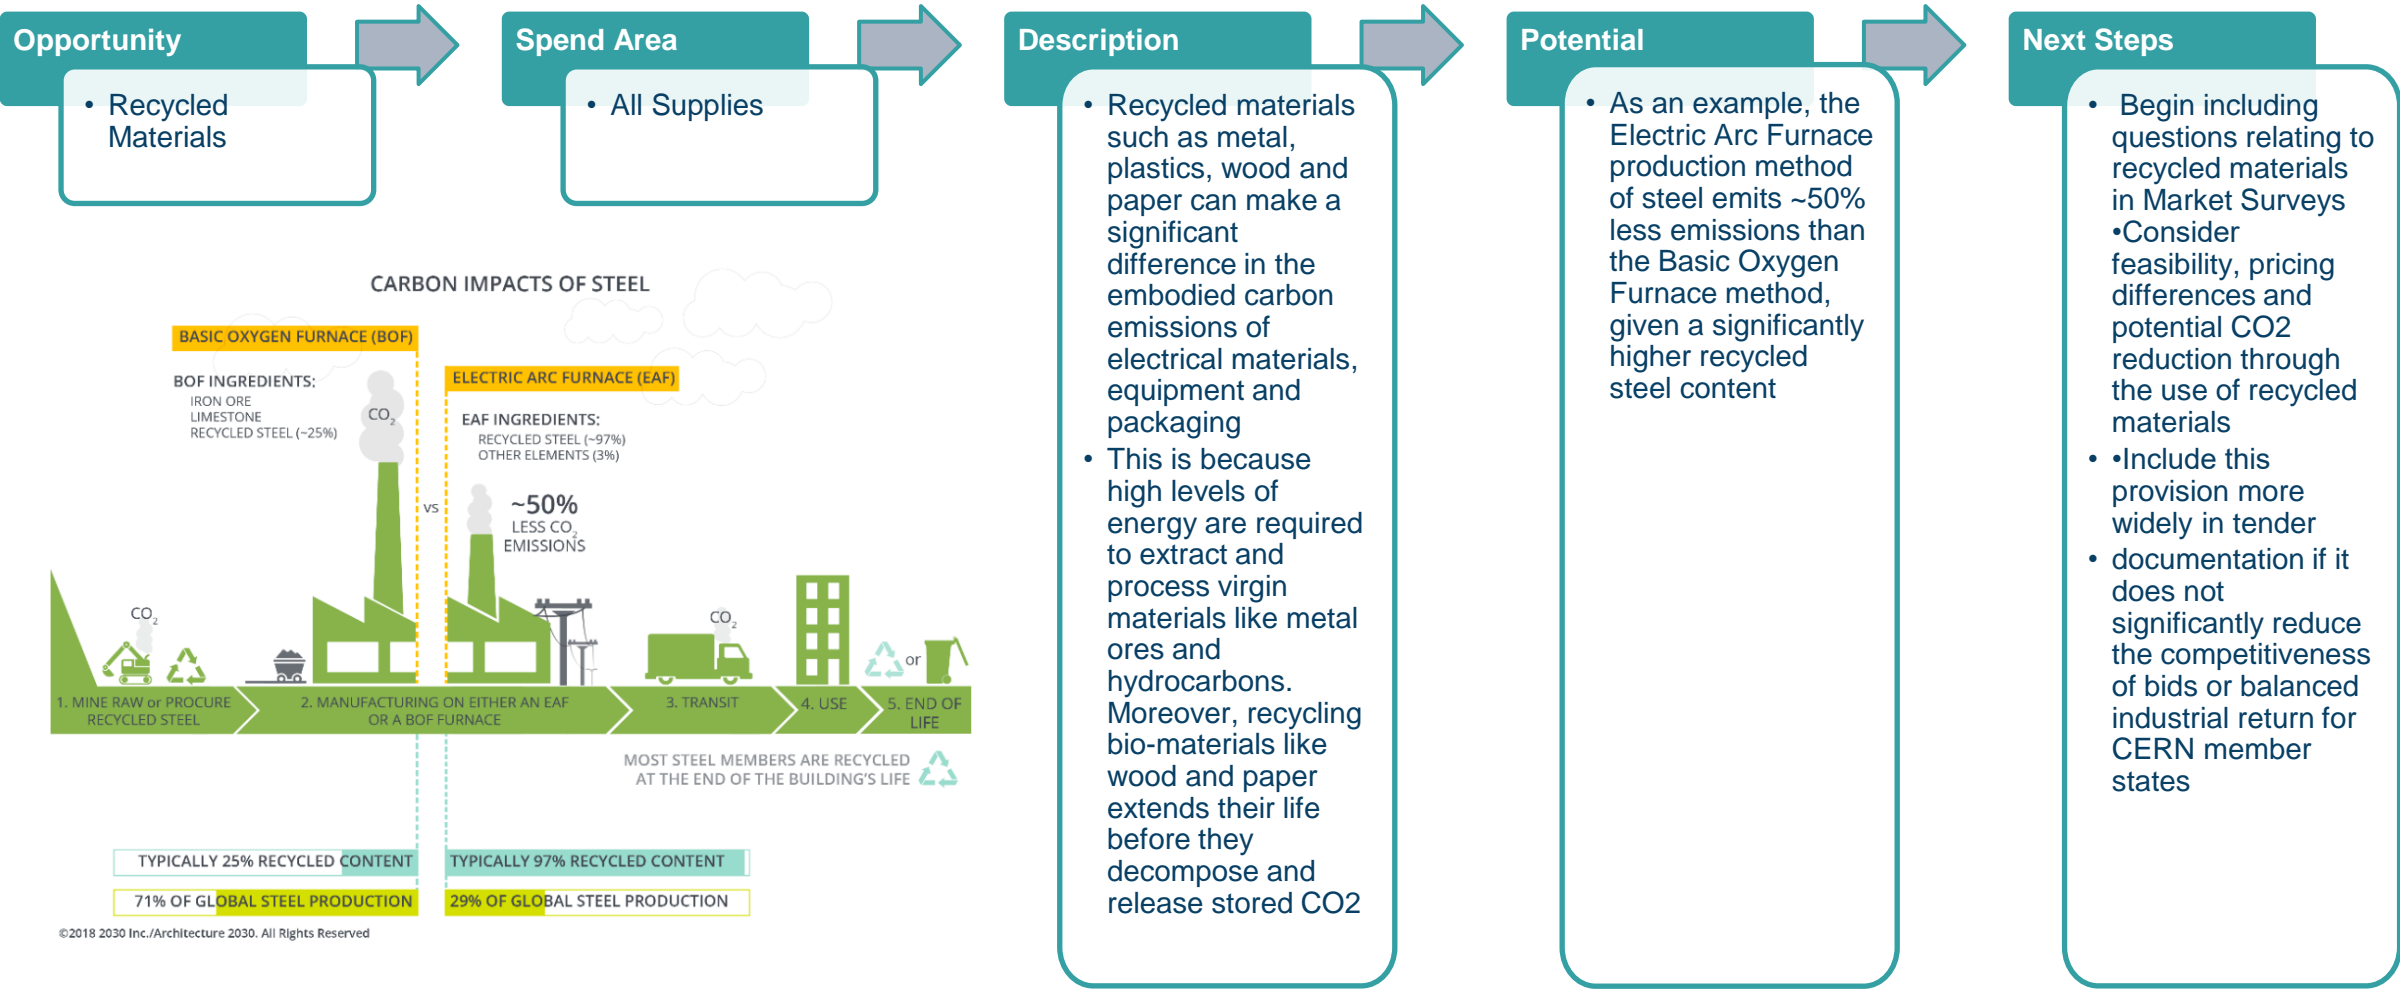 Opportunity
• Recycled
Materials
Spend Area
• All Supplies
Description
• Recycled materials
such as metal,
plastics, wood and
paper can make a
significant
difference in the
embodied carbon
emissions of
electrical materials,
equipment and
packaging
• This is because
high levels of
energy are required
to extract and
process virgin
materials like metal
ores and
hydrocarbons.
Moreover, recycling
bio-materials like
wood and paper
extends their life
before they
decompose and
release stored CO2
Potential
• As an example, the
Electric Arc Furnace
production method
of steel emits ~50%
less emissions than
the Basic Oxygen
Furnace method,
given a significantly
higher recycled
steel content
Next Steps
• Begin including
questions relating to
recycled materials
in Market Surveys
•Consider
feasibility, pricing
differences and
potential CO2
reduction through
the use of recycled
materials
• •Include this
provision more
widely in tender
• documentation if it
does not
significantly reduce
the competitiveness
of bids or balanced
industrial return for
CERN member
states
CARBON IMPACTS OF STEEL
BASIC OXYGEN FURNACE (BOF)
BOF INGREDIENTS:
IRON ORE
LIMESTONE
RECYCLED STEEL (~25%)
CO2
vs
ELECTRIC ARC FURNACE (EAF)
EAF INGREDIENTS:
RECYCLED STEEL (~97%)
OTHER ELEMENTS (3%)
~50%
LESS CO2
EMISSIONS
CO2
CO2
or
1. MINE RAW or PROCURE
RECYCLED STEEL
2. MANUFACTURING ON EITHER AN EAF
OR A BOF FURNACE
3. TRANSIT
4. USE
5. END OF
LIFE
MOST STEEL MEMBERS ARE RECYCLED
AT THE END OF THE BUILDING'S LIFE
TYPICALLY 25% RECYCLED CONTENT
TYPICALLY 97% RECYCLED CONTENT
71% OF GLOBAL STEEL PRODUCTION
29% OF GLOBAL STEEL PRODUCTION
©2018 2030 Inc./Architecture 2030. All Rights Reserved